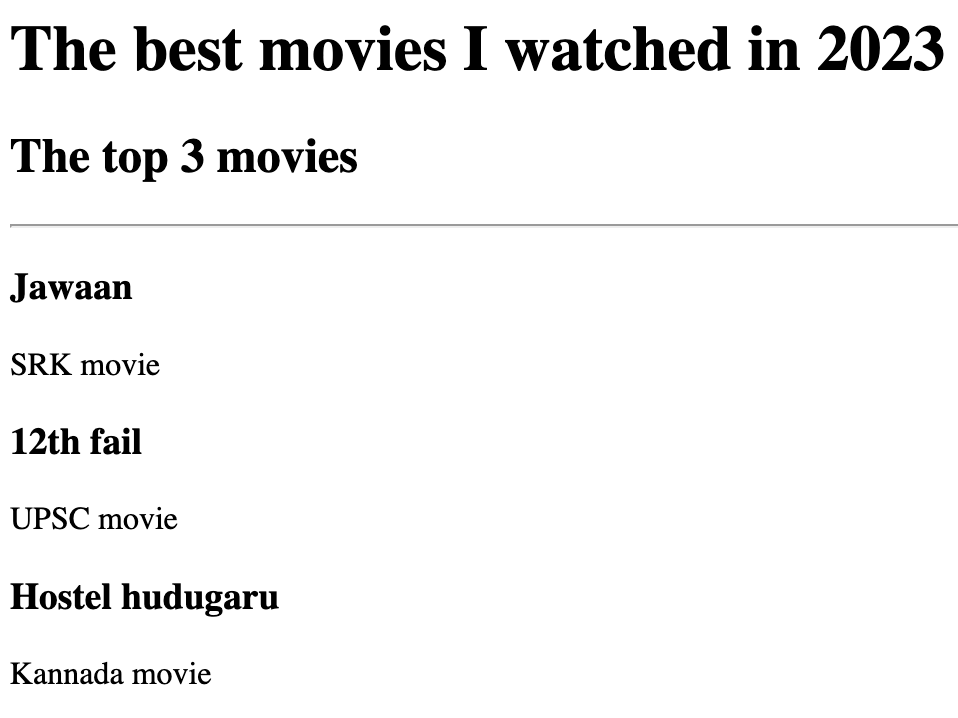 The best movies I watched in 2023
The top 3 movies
Jawaan
SRK movie
12th fail
UPSC movie
Hostel hudugaru
Kannada movie